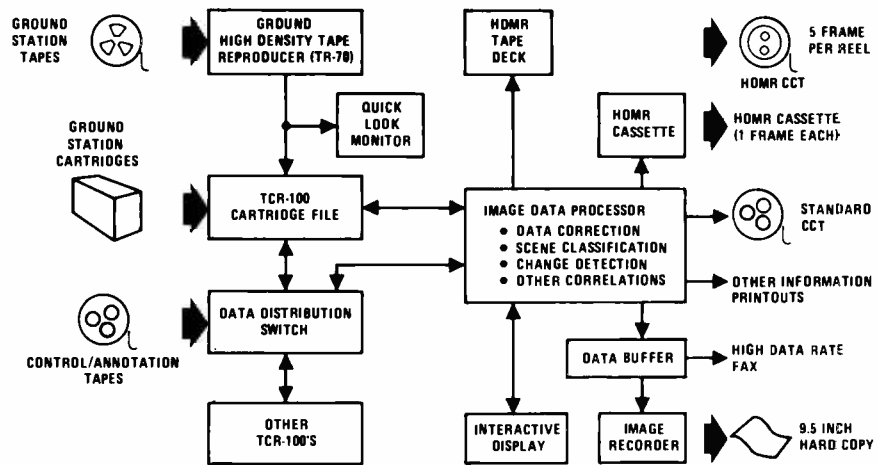 GROUND
STATION
TAPES
GROUND
HIGH DENSITY TAPE
REPRODUCER (TR-70)
HDMR
TAPE
DECK
5 FRAME
PER REEL
HDMR CCT
QUICK
LOOK
MONITOR
HDMR
CASSETTE
HDMR CASSETTE
(1 FRAME EACH)
GROUND
STATION
CARTRIDGES
TCR-100
CARTRIDGE FILE
IMAGE DATA PROCESSOR
● DATA CORRECTION
● SCENE CLASSIFICATION
● CHANGE DETECTION
● OTHER CORRELATIONS
STANDARD
CCT
OTHER INFORMATION
PRINTOUTS
DATA DISTRIBUTION
SWITCH
CONTROL/ANNOTATION
TAPES
DATA BUFFER
HIGH DATA RATE
FAX
OTHER
TCR-100'S
INTERACTIVE
DISPLAY
IMAGE
RECORDER
9.5 INCH
HARD COPY